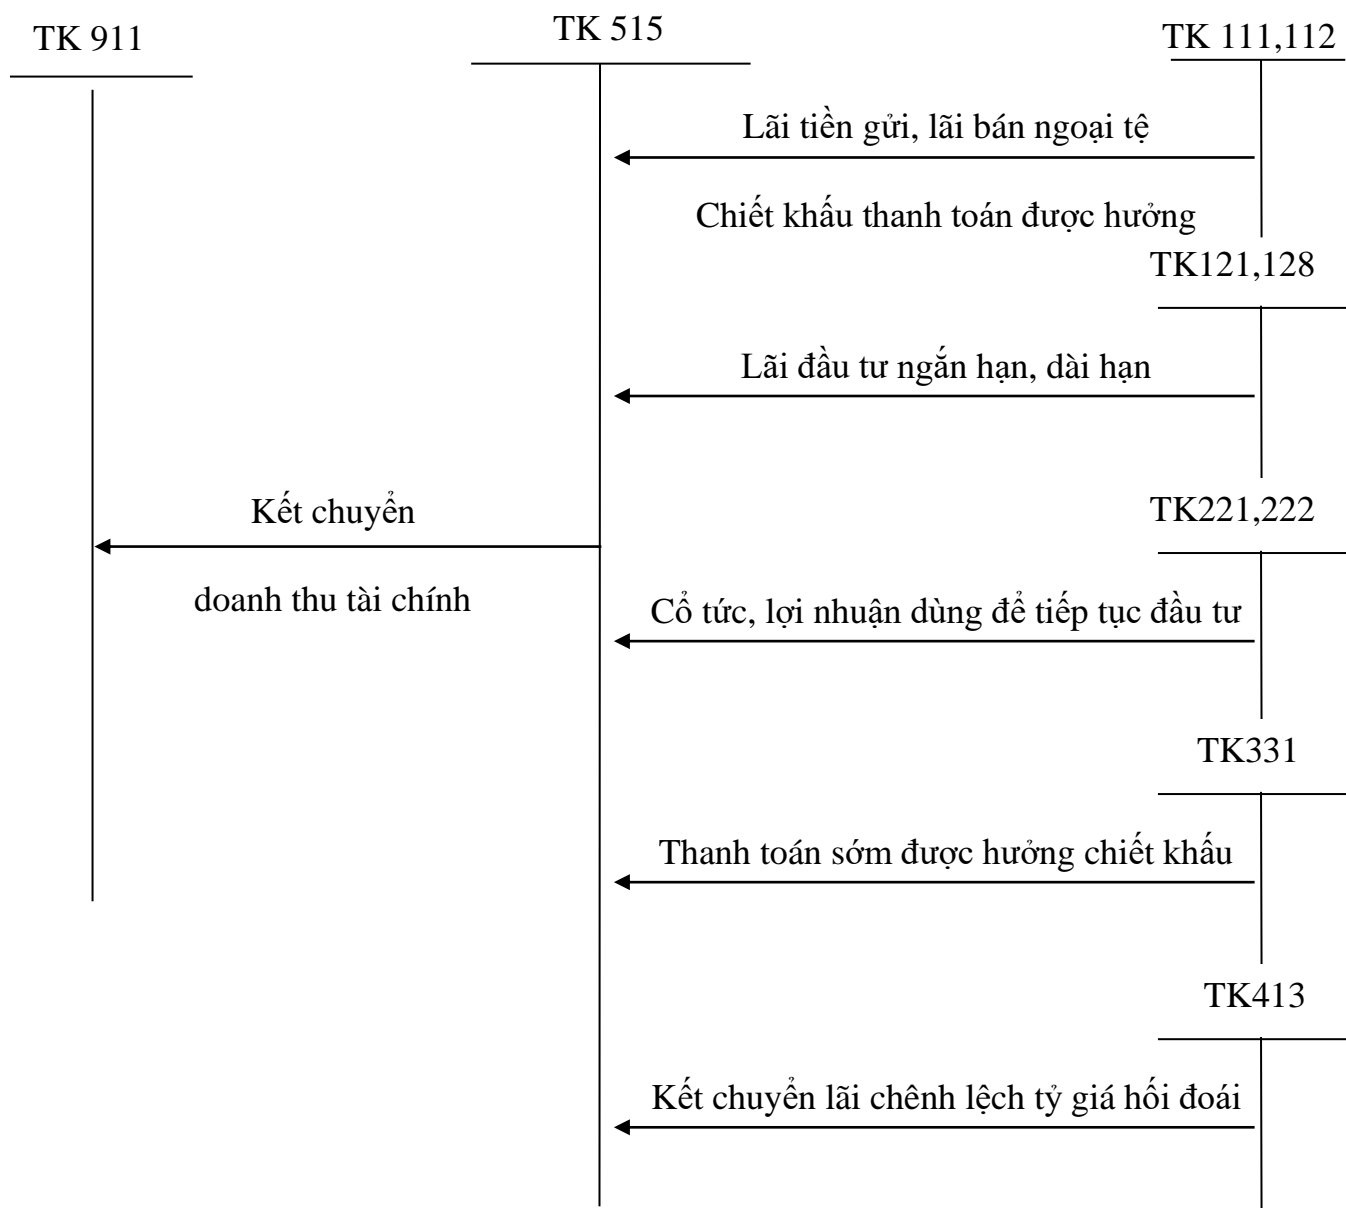 TK 911
TK 515
TK 111,112
Lãi tiền gửi, lãi bán ngoại tệ
Chiết khấu thanh toán được hưởng
TK121,128
Lãi đầu tư ngắn hạn, dài hạn
Kết chuyển
TK221,222
doanh thu tài chính
Cổ tức, lợi nhuận dùng để tiếp tục đầu tư
TK331
Thanh toán sớm được hưởng chiết khấu
TK413
Kết chuyển lãi chênh lệch tỷ giá hối đoái